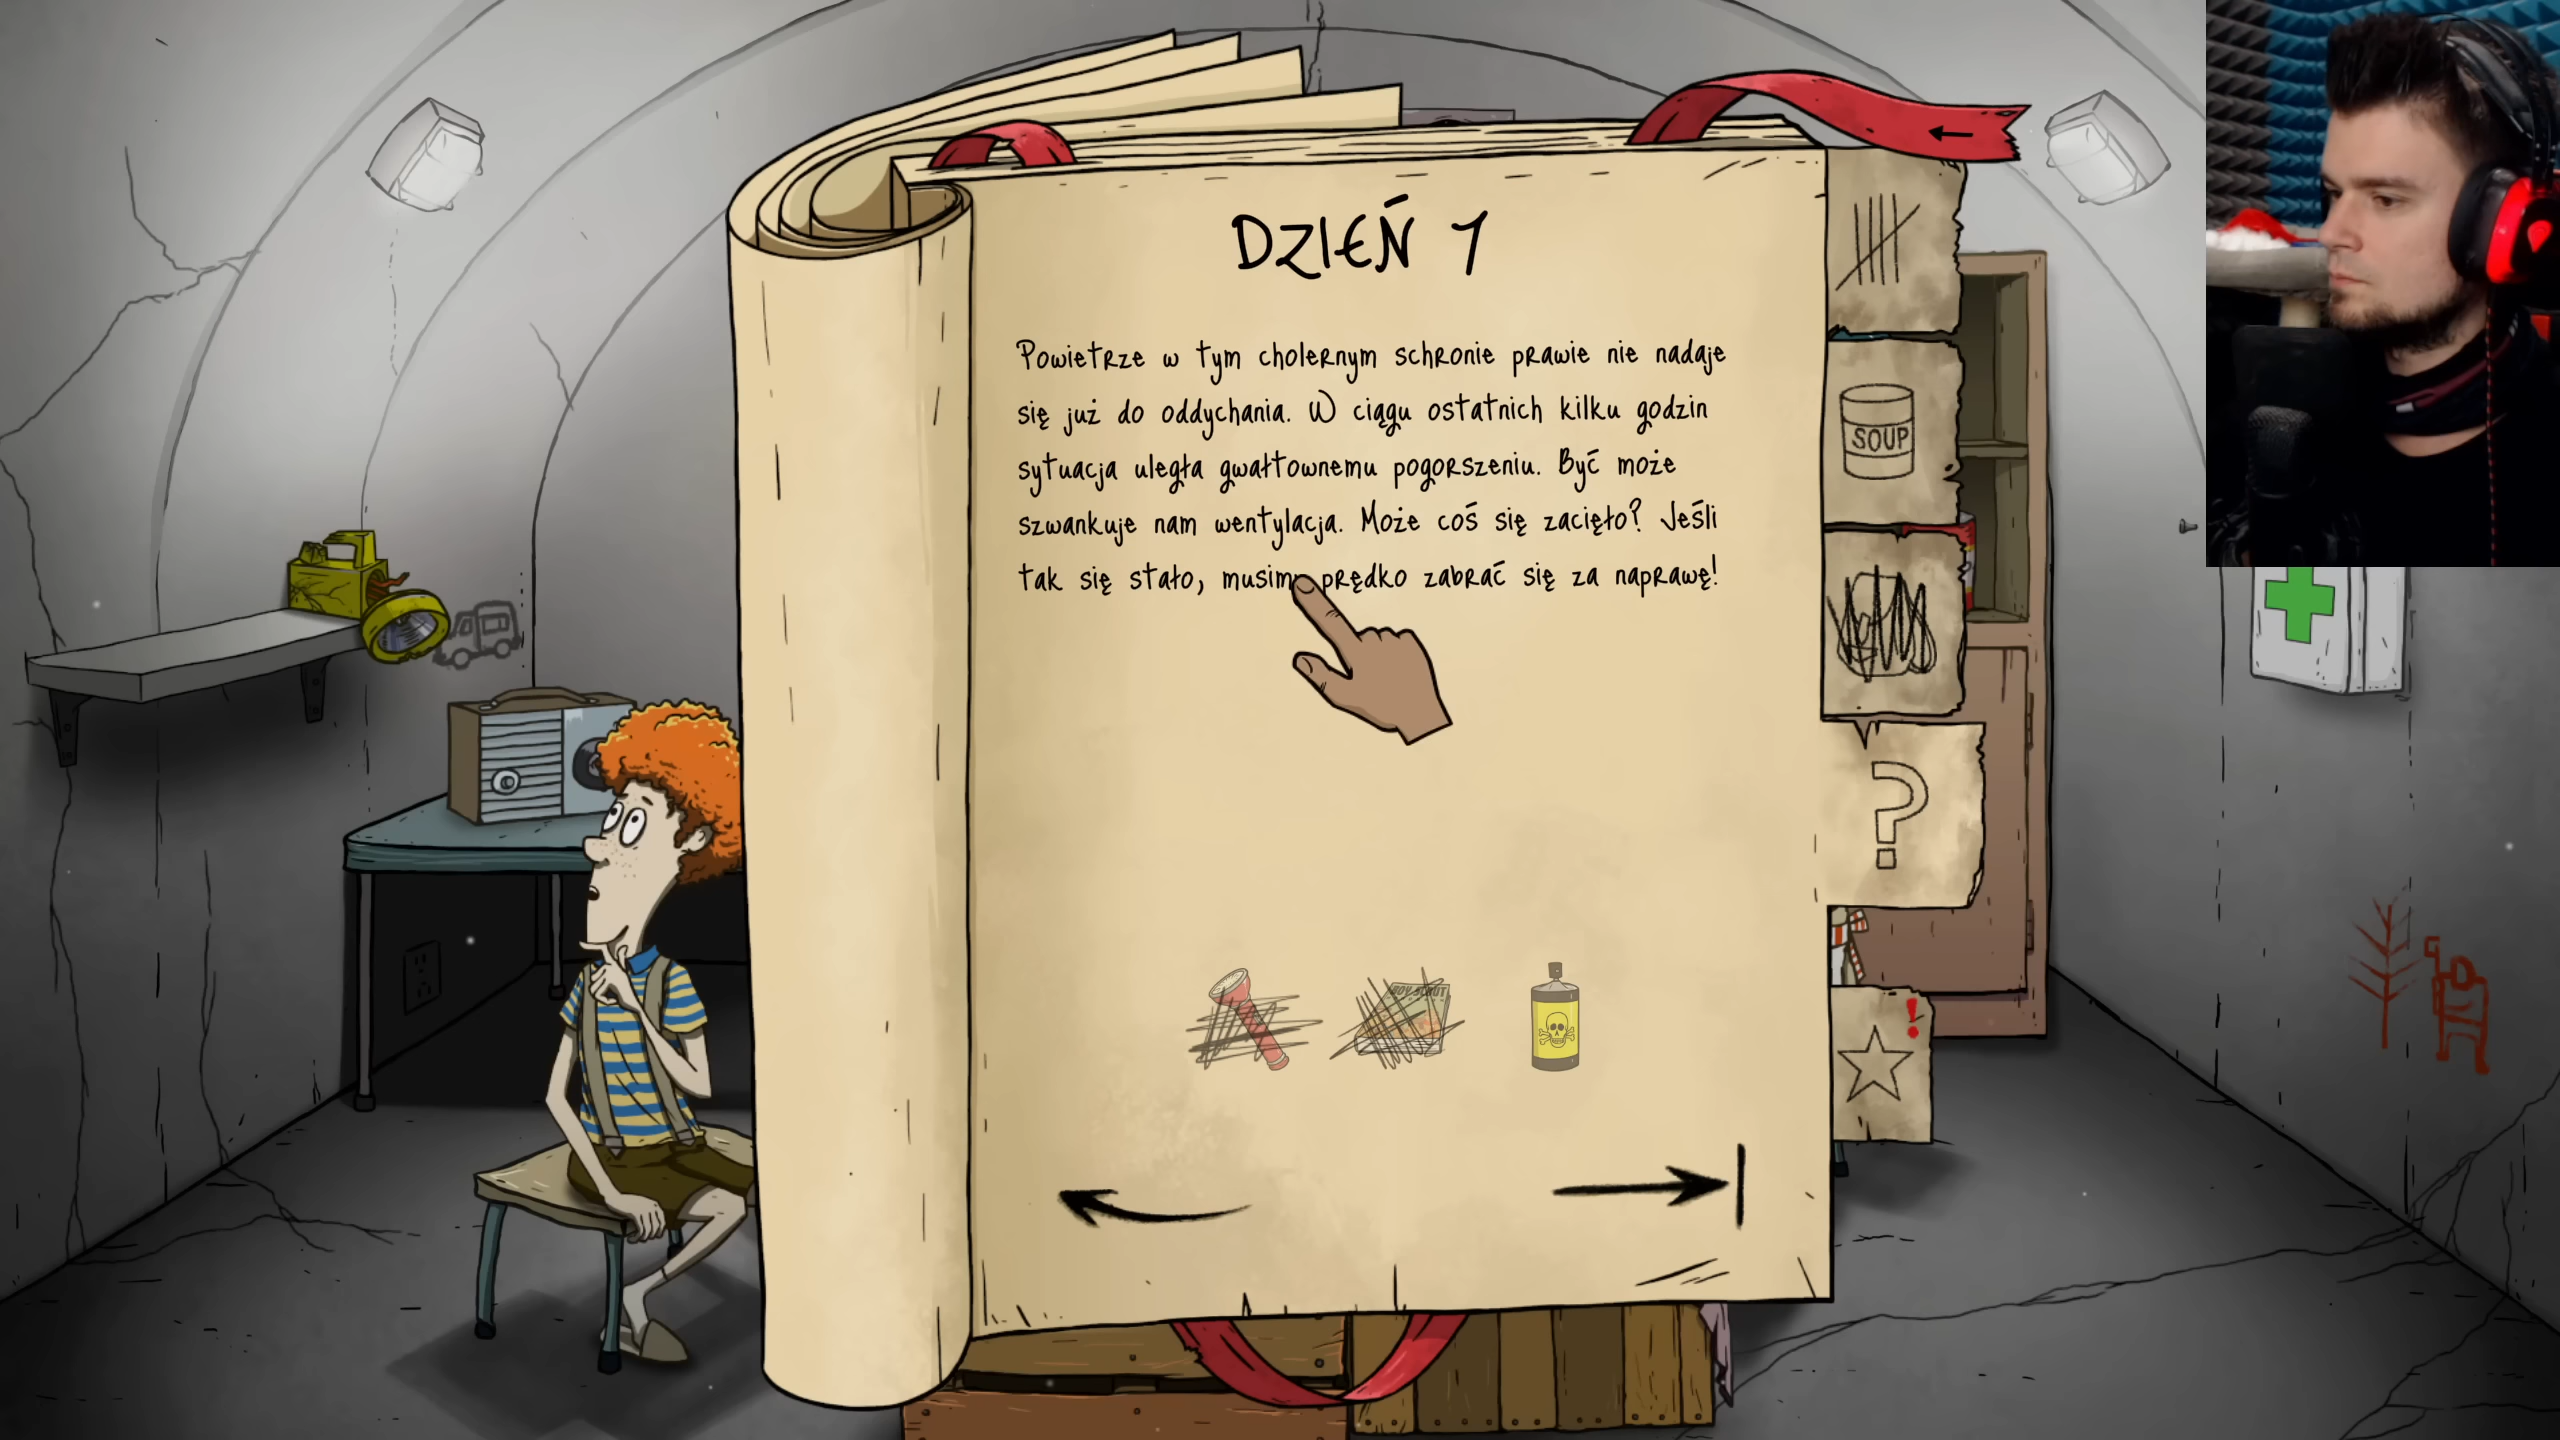 DZIEŃ 7
Powietrze w tym cholernym schronie prawie nie nadaje
się już do oddychania. W ciągu ostatnich kilku godzin
sytuacja uległa gwałtownemu pogorszeniu. Być może
szwankuje nam wentylacja. Może coś się zacięło? Jeśli
tak się stało, musimy prędko zabrać się za naprawę!
SOUP
?
!